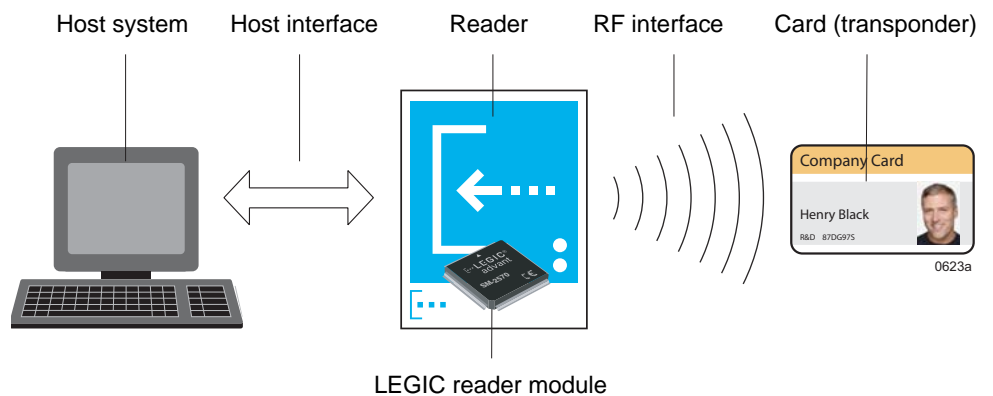 Host system
Host interface
Reader
RF interface
Card (transponder)
Company Card
Henry Black
R&D 87DG97S
0623a
LEGIC®
advant
SM-2570
CE
LEGIC reader module